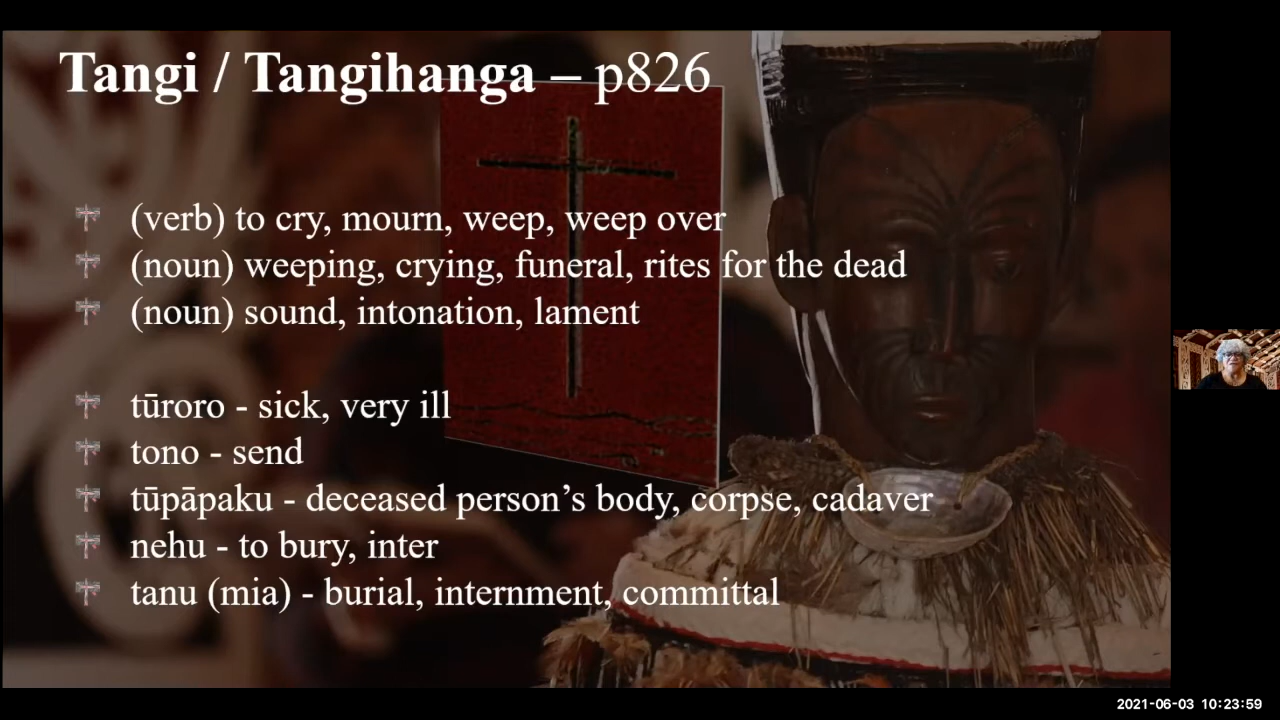 Tangi / Tangihanga – p826
(verb) to cry, mourn, weep, weep over
(noun) weeping, crying, funeral, rites for the dead
(noun) sound, intonation, lament
tūroro - sick, very ill
tono - send
tūpāpaku - deceased person’s body, corpse, cadaver
nehu - to bury, inter
tanu (mia) - burial, internment, committal
2021-06-03 10:23:59